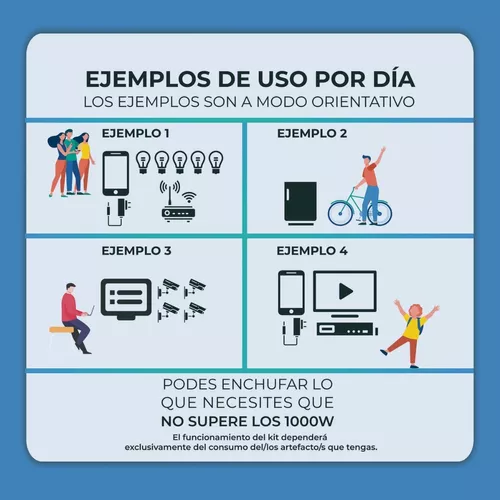 EJEMPLOS DE USO POR DÍA
LOS EJEMPLOS SON A MODO ORIENTATIVO
EJEMPLO 1
EJEMPLO 2
EJEMPLO 3
EJEMPLO 4
PODES ENCHUFAR LO
QUE NECESITES QUE
NO SUPERE LOS 1000W
El funcionamiento del kit dependerá
exclusivamente del consumo del/los artefacto/s que tengas.